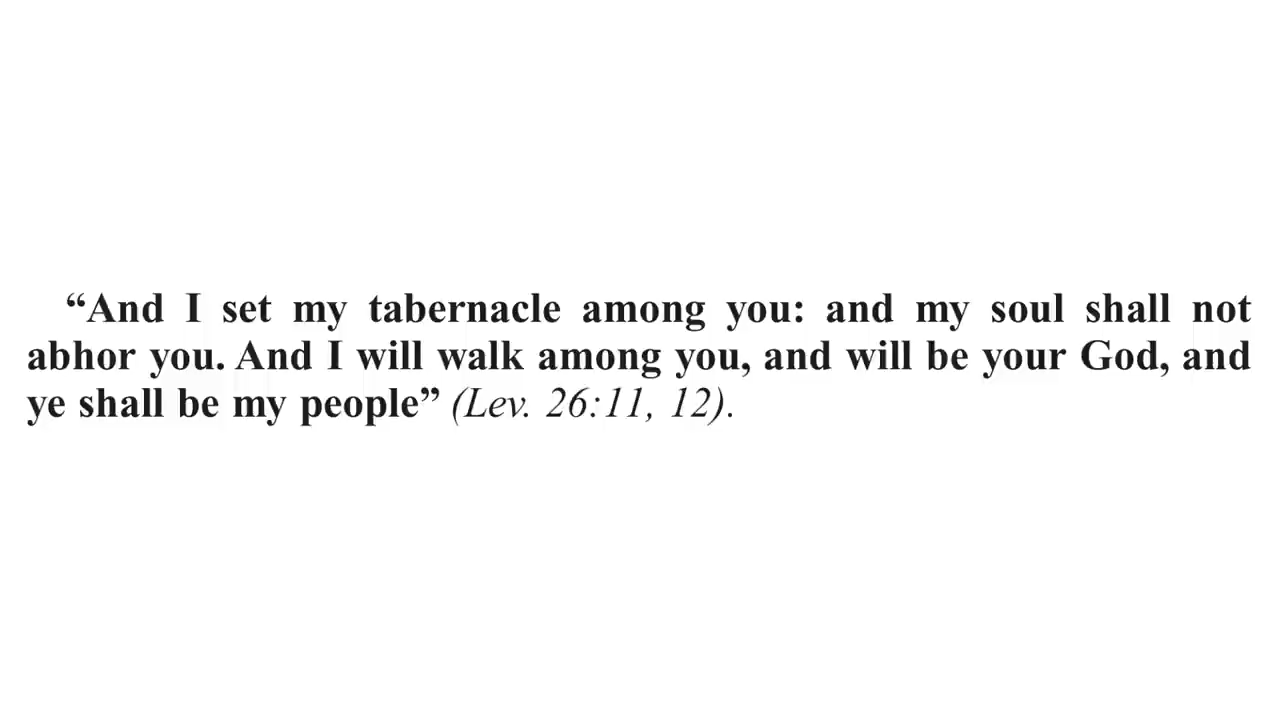 “And I set my tabernacle among you: and my soul shall not
abhor you. And I will walk among you, and will be your God, and
ye shall be my people” (Lev. 26:11, 12).